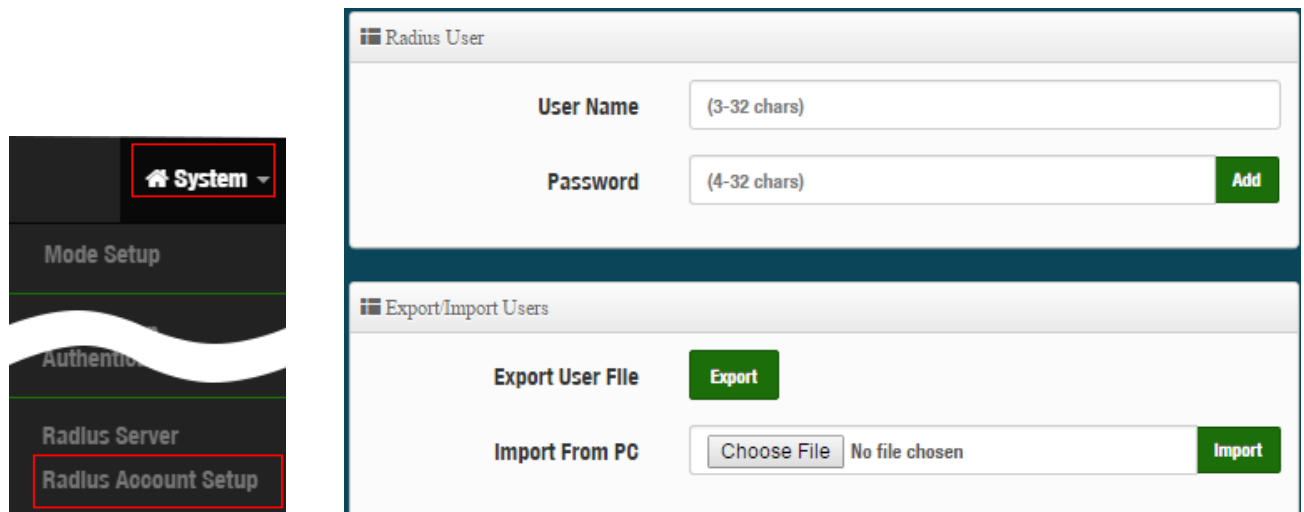 System
Mode Setup
Radius Server
Radius Account Setup
Radius User
User Name
(3-32 chars)
Password
(4-32 chars)
Add
Export/Import Users
Export User File
Export
Import From PC
Choose File
No file chosen
Import